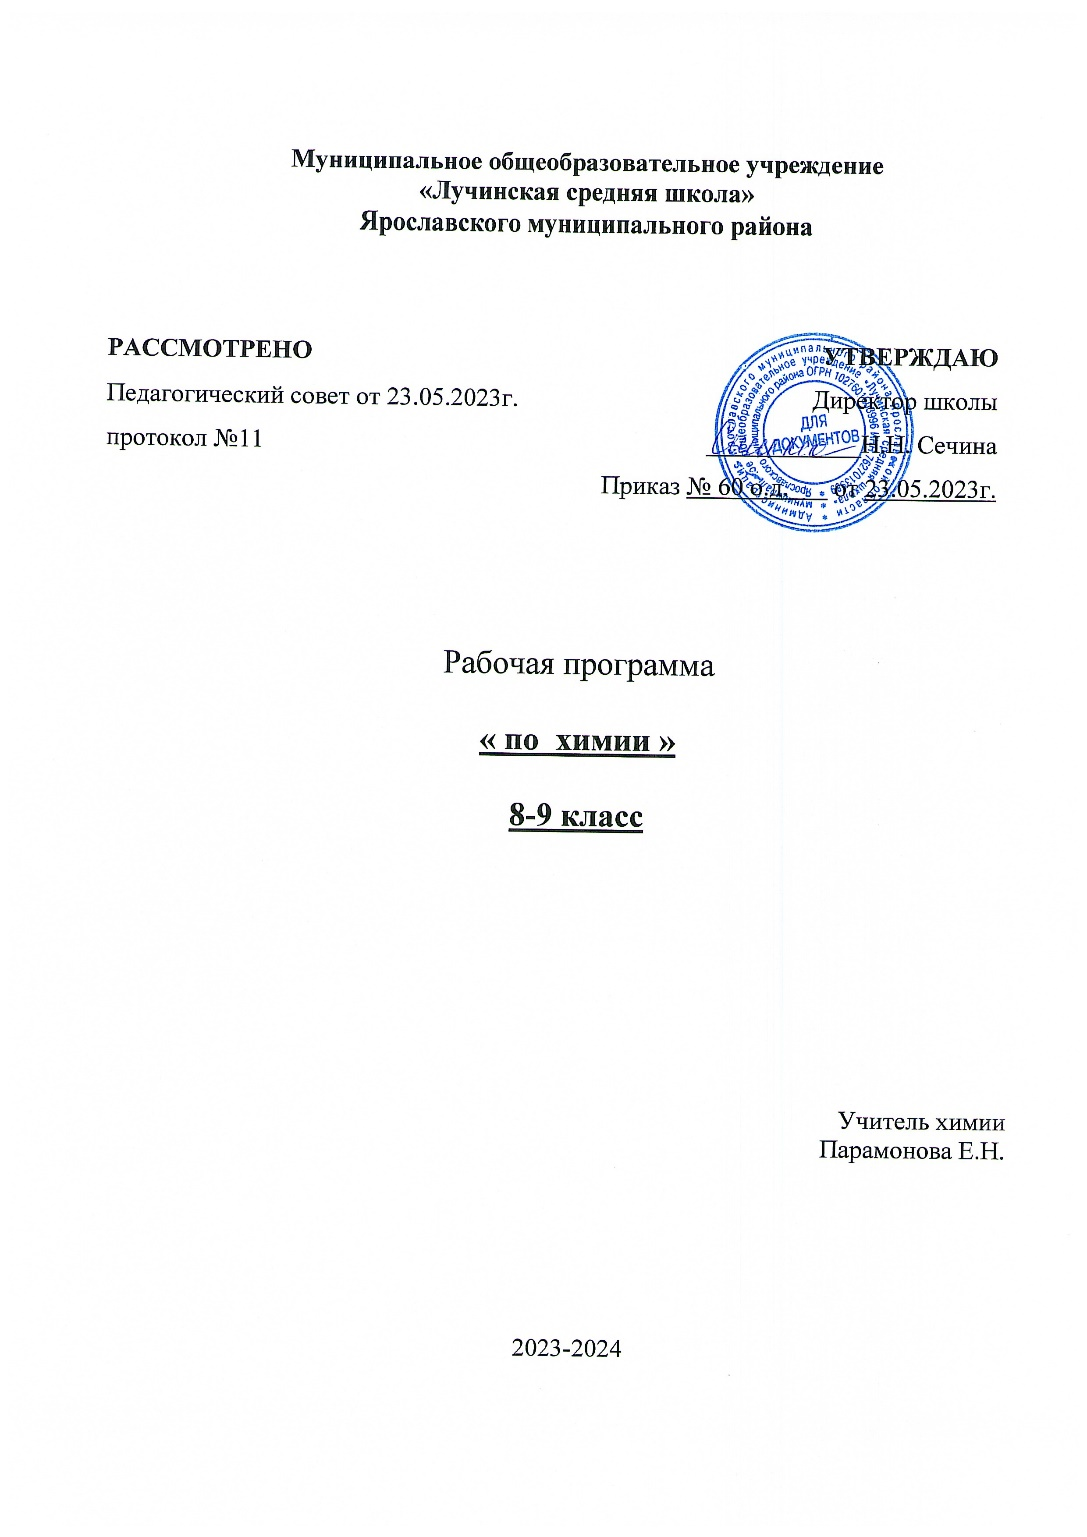 Муниципальное общеобразовательное учреждение
«Лучинская средняя школа»
Ярославского муниципального района
РАССМОТРЕНО
Педагогический совет от 23.05.2023г.
протокол №11
УТВЕРЖДАЮ
Директор школы
Н.Н. Сечина
Приказ № 60 о.д. от 23.05.2023г.
ДЛЯ
ДОКУМЕНТОВ
Рабочая программа
« по химии »
8-9 класс
Учитель химии
Парамонова Е.Н.
2023-2024